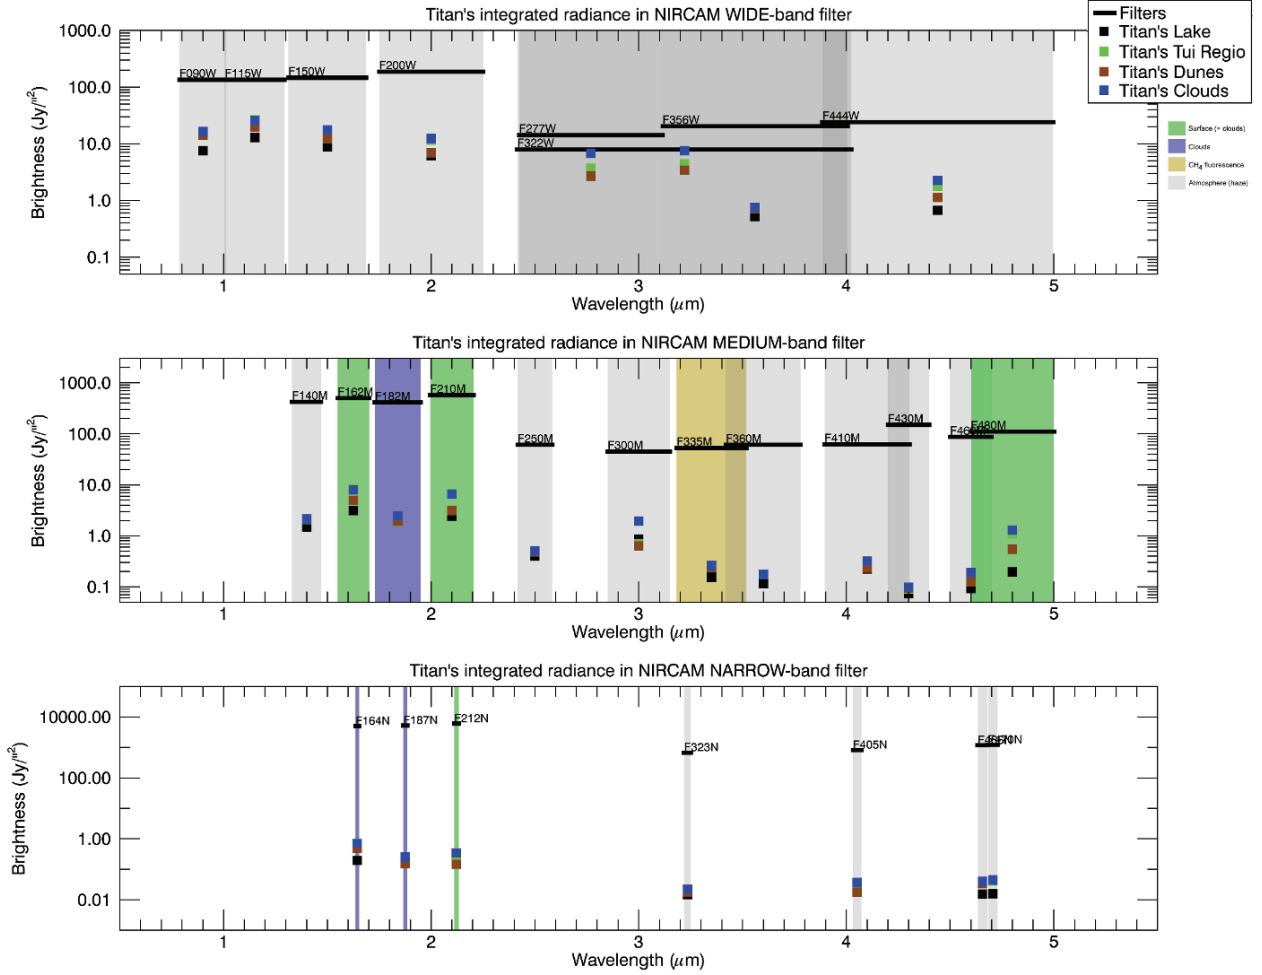 Titan's integrated radiance in NIRCAM WIDE-band filter
Filters
Titan's Lake
Titan's Tui Regio
Titan's Dunes
Titan's Clouds
Surface (+ clouds)
Clouds
CH4 fluorescence
Atmosphere (haze)
Brightness (Jy/"²)
1000.0
100.0
10.0
1.0
0.1
F090W F115W F150W F200W
F277W F356W F444W
F322W
1 2 3 4 5
Wavelength (μm)
Titan's integrated radiance in NIRCAM MEDIUM-band filter
Brightness (Jy/"²)
1000.0
100.0
10.0
1.0
0.1
F140M F162M F182M F210M
F250M F300M F335M F360M F410M F430M F480M
1 2 3 4 5
Wavelength (μm)
Titan's integrated radiance in NIRCAM NARROW-band filter
Brightness (Jy/"²)
10000.00
100.00
1.00
0.01
F164N F187N F212N F323N F405N
1 2 3 4 5
Wavelength (μm)